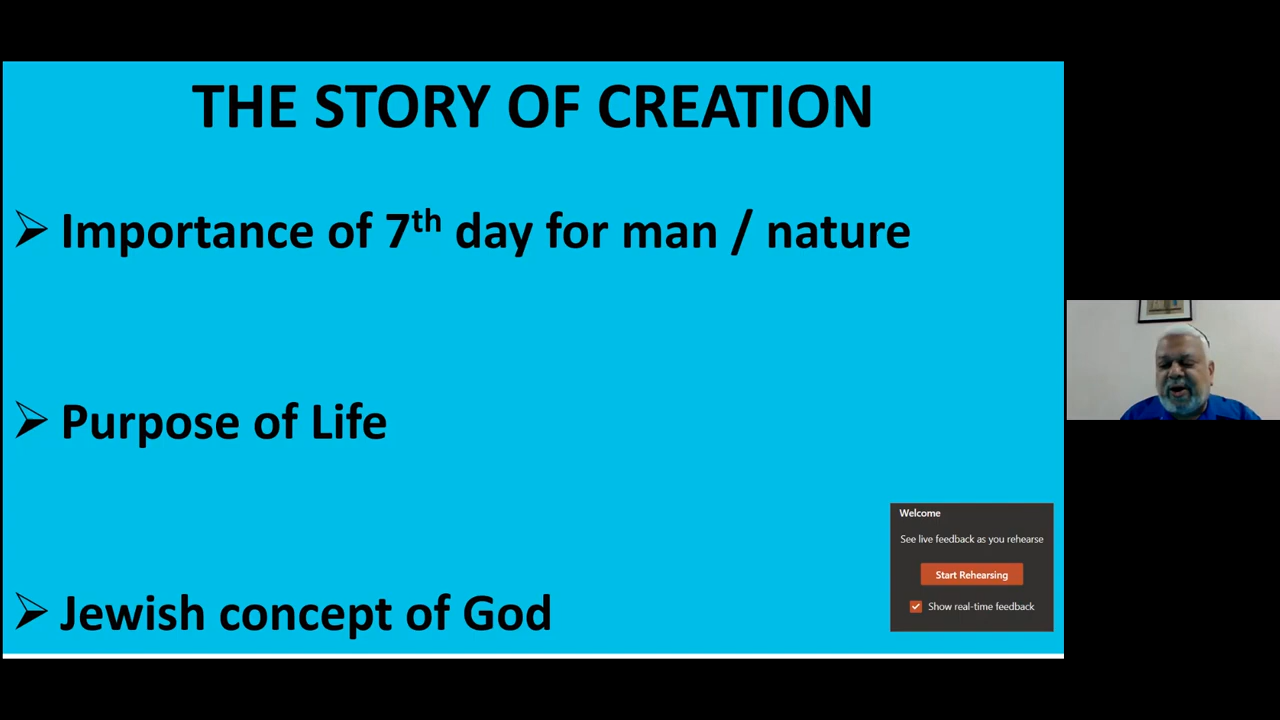 THE STORY OF CREATION
➢ Importance of 7th day for man / nature
➢ Purpose of Life
➢ Jewish concept of God
Welcome
See live feedback as you rehearse
Start Rehearsing
Show real-time feedback